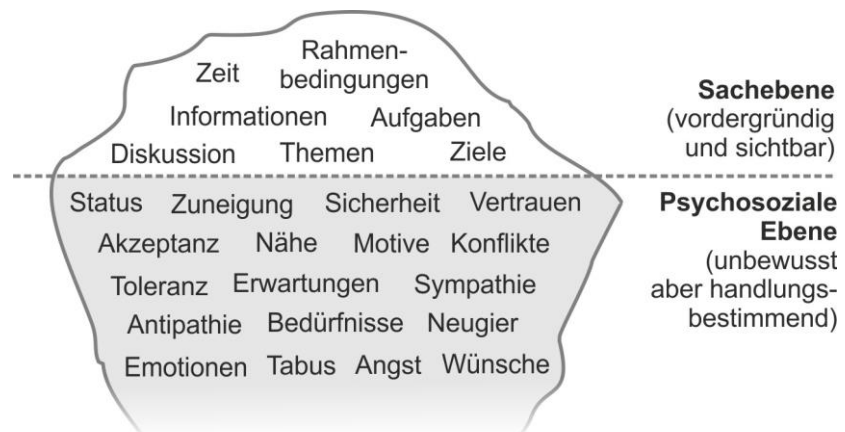 Zeit Rahmen-
bedingungen
Informationen Aufgaben
Diskussion Themen Ziele
Sachebene
(vordergründig
und sichtbar)
Status Zuneigung Sicherheit Vertrauen
Akzeptanz Nähe Motive Konflikte
Toleranz Erwartungen Sympathie
Antipathie Bedürfnisse Neugier
Emotionen Tabus Angst Wünsche
Psychosoziale
Ebene
(unbewusst
aber handlungs-
bestimmend)